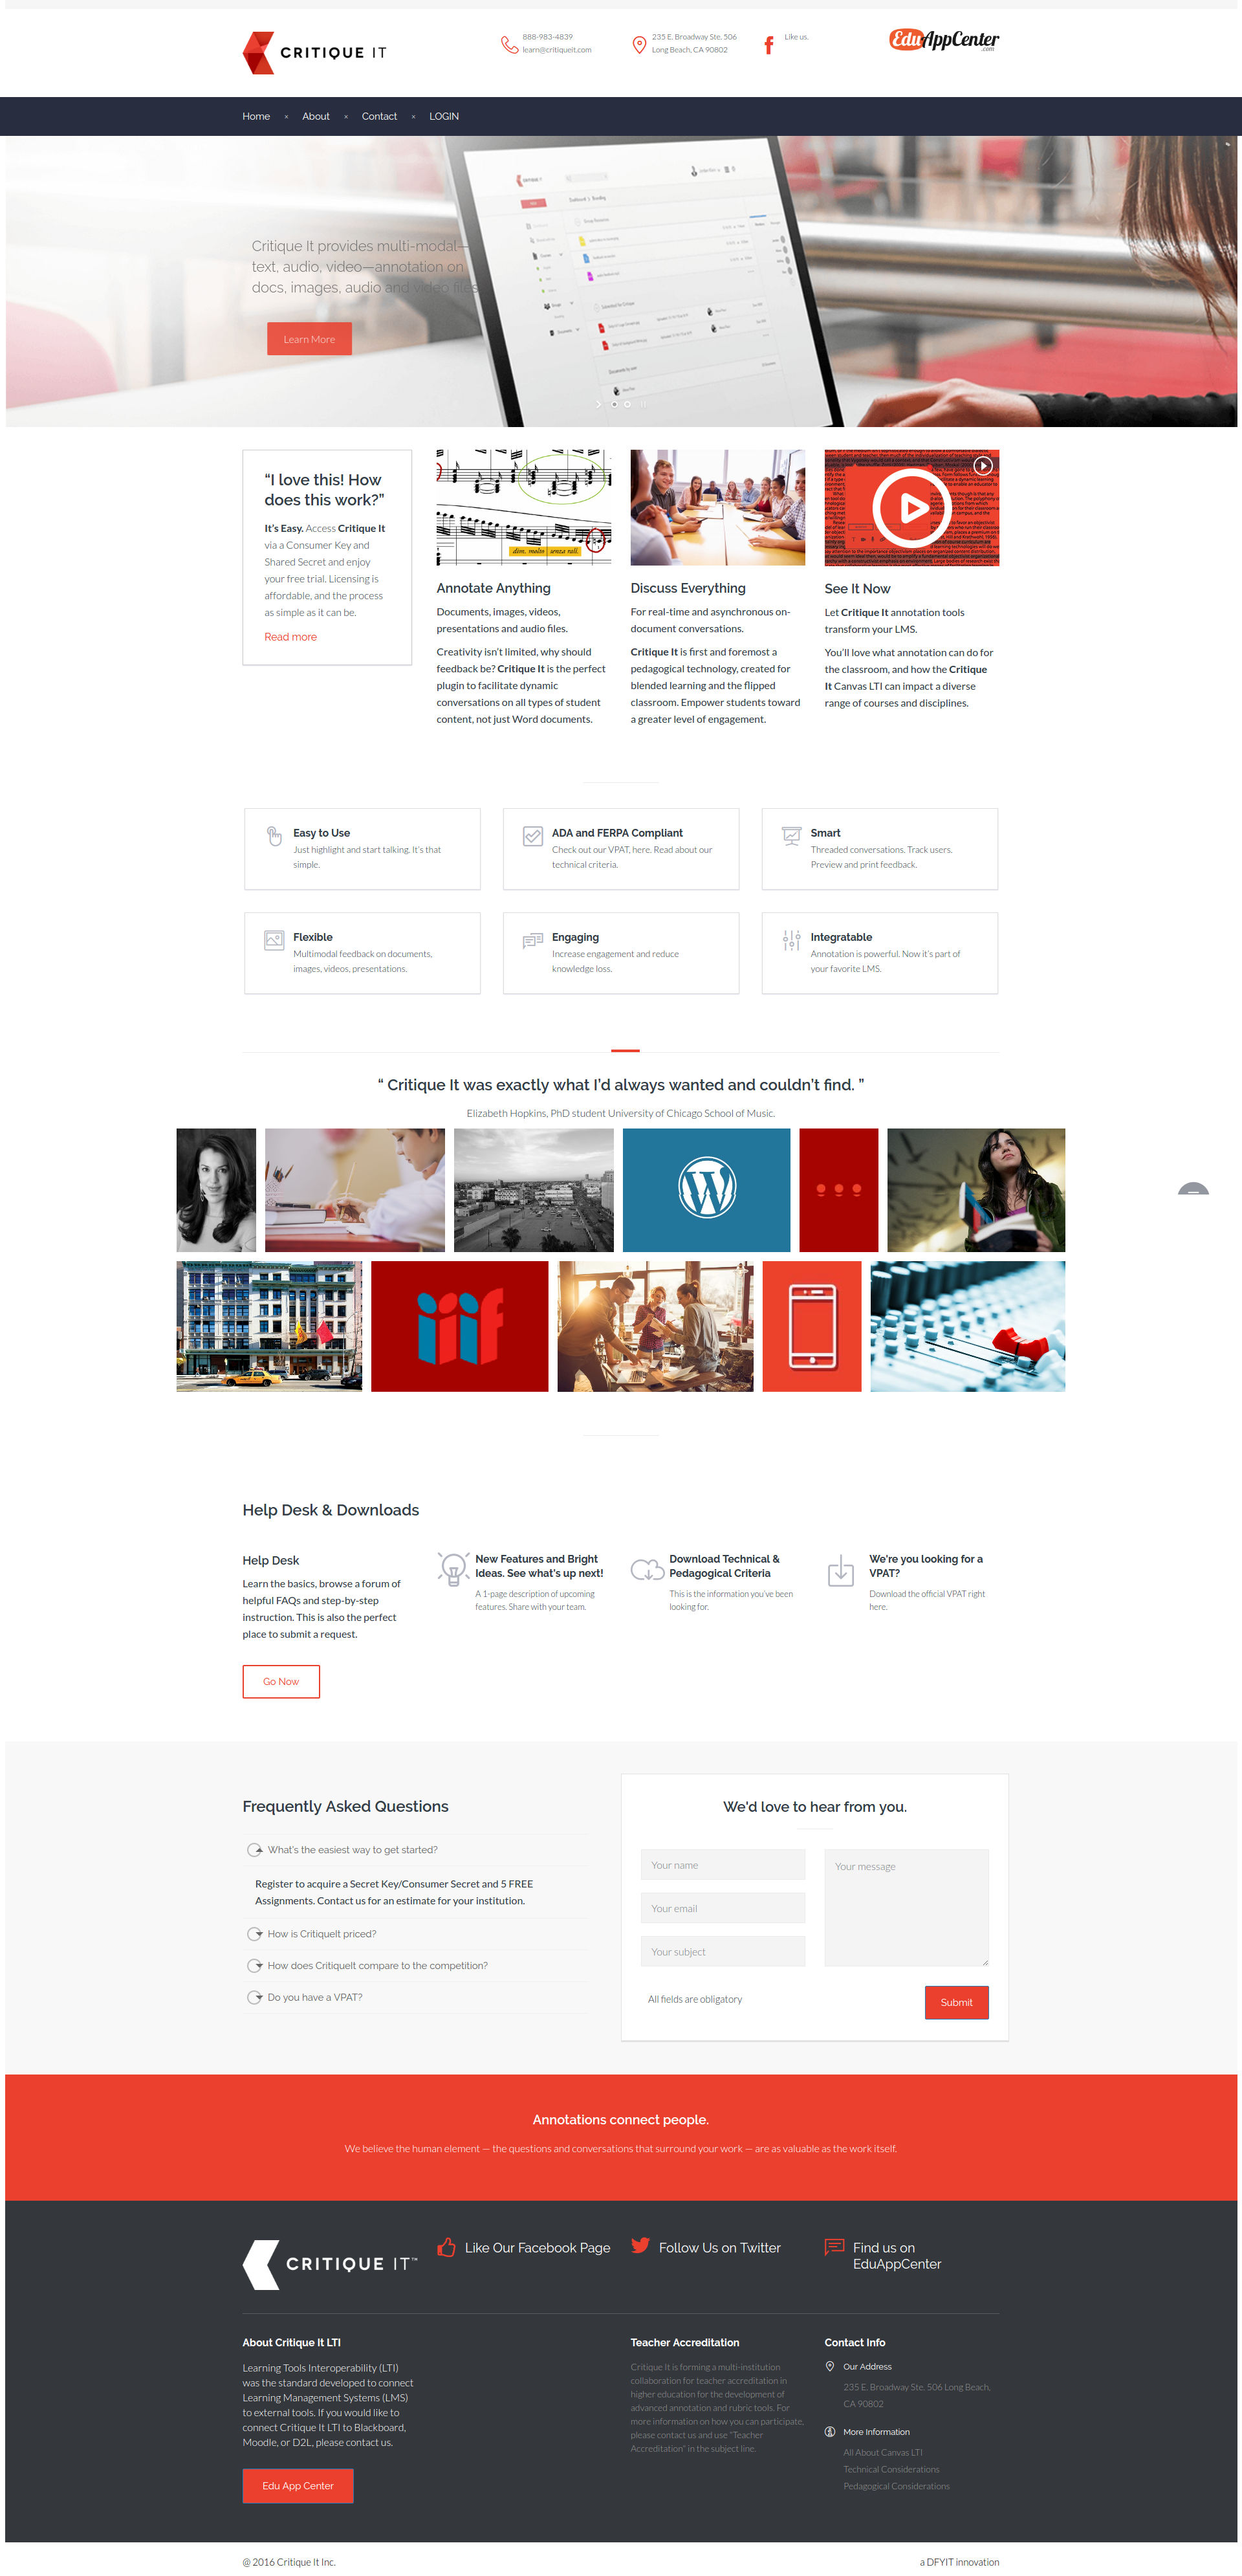 CRITIQUE IT
888-983-4839
learn@critiqueit.com
235 E. Broadway Ste. 506
Long Beach, CA 90802
Like us.
EduAppCenter
.com
Home × About × Contact × LOGIN
Critique It provides multi-modal—
text, audio, video—annotation on
docs, images, audio and video files
Learn More
“I love this! How
does this work?”
It's Easy. Access Critique It
via a Consumer Key and
Shared Secret and enjoy
your free trial. Licensing is
affordable, and the process
as simple as it can be.
Read more
dim. molto senza rall.
Annotate Anything
Documents, images, videos,
presentations and audio files.
Creativity isn't limited, why should
feedback be? Critique It is the perfect
plugin to facilitate dynamic
conversations on all types of student
content, not just Word documents.
Discuss Everything
For real-time and asynchronous on-
document conversations.
Critique It is first and foremost a
pedagogical technology, created for
blended learning and the flipped
classroom. Empower students toward
a greater level of engagement.
See It Now
Let Critique It annotation tools
transform your LMS.
You'll love what annotation can do for
the classroom, and how the Critique
It Canvas LTI can impact a diverse
range of courses and disciplines.
Easy to Use
Just highlight and start talking. It's that
simple.
ADA and FERPA Compliant
Check out our VPAT, here. Read about our
technical criteria.
Smart
Threaded conversations. Track users.
Preview and print feedback.
Flexible
Multimodal feedback on documents,
images, videos, presentations.
Engaging
Increase engagement and reduce
knowledge loss.
Integratable
Annotation is powerful. Now it's part of
your favorite LMS.
“ Critique It was exactly what I'd always wanted and couldn't find. ”
Elizabeth Hopkins, PhD student University of Chicago School of Music.
W
iiif
Help Desk & Downloads
Help Desk
Learn the basics, browse a forum of
helpful FAQs and step-by-step
instruction. This is also the perfect
place to submit a request.
Go Now
New Features and Bright
Ideas. See what's up next!
A 1-page description of upcoming
features. Share with your team.
Download Technical &
Pedagogical Criteria
This is the information you've been
looking for.
We're you looking for a
VPAT?
Download the official VPAT right
here.
Frequently Asked Questions
What's the easiest way to get started?
Register to acquire a Secret Key/Consumer Secret and 5 FREE
Assignments. Contact us for an estimate for your institution.
How is CritiqueIt priced?
How does CritiqueIt compare to the competition?
Do you have a VPAT?
We'd love to hear from you.
Your name
Your email
Your subject
Your message
All fields are obligatory
Submit
Annotations connect people.
We believe the human element — the questions and conversations that surround your work — are as valuable as the work itself.
CRITIQUE IT™
Like Our Facebook Page
Follow Us on Twitter
Find us on
EduAppCenter
About Critique It LTI
Learning Tools Interoperability (LTI)
was the standard developed to connect
Learning Management Systems (LMS)
to external tools. If you would like to
connect Critique It LTI to Blackboard,
Moodle, or D2L, please contact us.
Edu App Center
Teacher Accreditation
Critique It is forming a multi-institution
collaboration for teacher accreditation in
higher education for the development of
advanced annotation and rubric tools. For
more information on how you can participate,
please contact us and use "Teacher
Accreditation" in the subject line.
Contact Info
Our Address
235 E. Broadway Ste. 506 Long Beach,
CA 90802
More Information
All About Canvas LTI
Technical Considerations
Pedagogical Considerations
@ 2016 Critique It Inc.
a DFYIT innovation